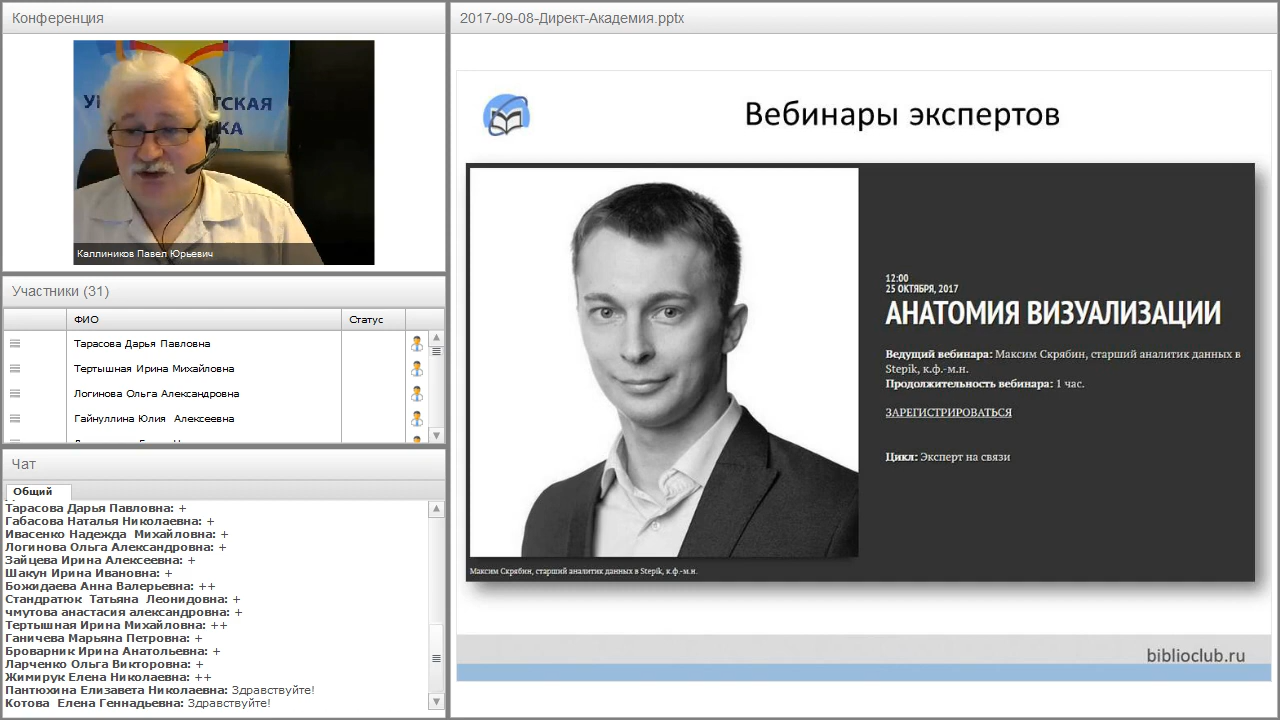 Конференция
УН ТСКАЯ
КА
Каллиников Павел Юрьевич
Участники (31)
ФИО Статус
Тарасова Дарья Павловна
Тертышная Ирина Михайловна
Логинова Ольга Александровна
Гайнуллина Юлия Алексеевна
Чат
Общий
Тарасова Дарья Павловна: +
Габасова Наталья Николаевна: +
Ивасенко Надежда Михайловна: +
Логинова Ольга Александровна: +
Зайцева Ирина Алексеевна: +
Шакун Ирина Ивановна: +
Божидаева Анна Валерьевна: ++
Стандратюк Татьяна Леонидовна: +
чмутова анастасия александровна: +
Тертышная Ирина Михайловна: ++
Ганичева Марьяна Петровна: +
Броварник Ирина Анатольевна: +
Ларченко Ольга Викторовна: +
Жимирук Елена Николаевна: ++
Пантюхина Елизавета Николаевна: Здравствуйте!
Котова Елена Геннадьевна: Здравствуйте!
2017-09-08-Директ-Академия.pptx
Вебинары экспертов
12:00
25 ОКТЯБРЯ, 2017
АНАТОМИЯ ВИЗУАЛИЗАЦИИ
Ведущий вебинара: Максим Скрябин, старший аналитик данных в
Stepik, к.ф.-м.н.
Продолжительность вебинара: 1 час.
ЗАРЕГИСТРИРОВАТЬСЯ
Цикл: Эксперт на связи
Максим Скрябин, старший аналитик данных в Stepik, к.ф.-м.н.
biblioclub.ru